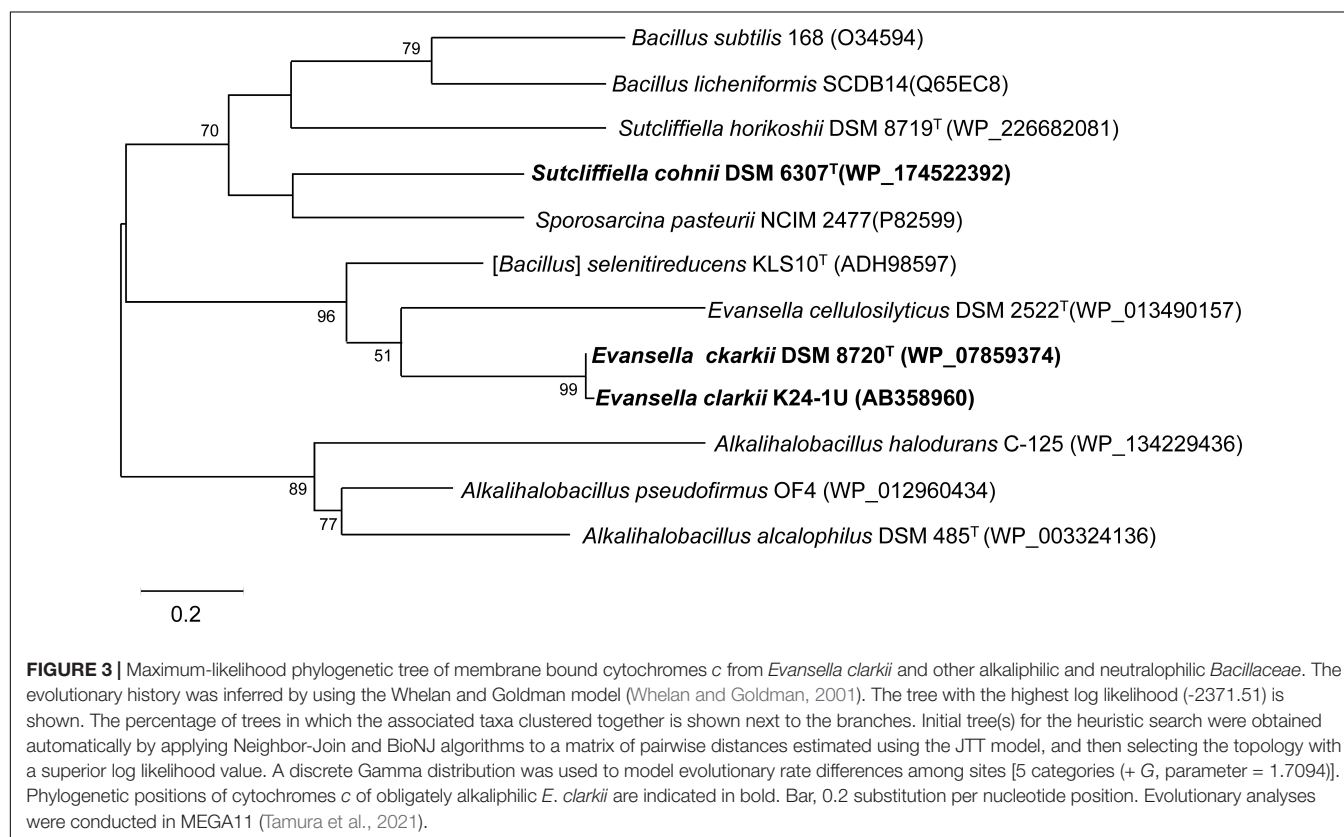 79
Bacillus subtilis 168 (O34594)
Bacillus licheniformis SCDB14(Q65EC8)
70
Sutcliffiella horikoshii DSM 8719ᵀ (WP_226682081)
Sutcliffiella cohnii DSM 6307ᵀ(WP_174522392)
Sporosarcina pasteurii NCIM 2477(P82599)
[Bacillus] selenitireducens KLS10ᵀ (ADH98597)
96
Evansella cellulosilyticus DSM 2522ᵀ(WP_013490157)
51
Evansella ckarkii DSM 8720ᵀ (WP_07859374)
99
Evansella clarkii K24-1U (AB358960)
Alkalihalobacillus halodurans C-125 (WP_134229436)
89
Alkalihalobacillus pseudofirmus OF4 (WP_012960434)
77
Alkalihalobacillus alcalophilus DSM 485ᵀ (WP_003324136)
0.2
FIGURE 3 | Maximum-likelihood phylogenetic tree of membrane bound cytochromes c from Evansella clarkii and other alkaliphilic and neutralophilic Bacillaceae. The
evolutionary history was inferred by using the Whelan and Goldman model (Whelan and Goldman, 2001). The tree with the highest log likelihood (-2371.51) is
shown. The percentage of trees in which the associated taxa clustered together is shown next to the branches. Initial tree(s) for the heuristic search were obtained
automatically by applying Neighbor-Join and BioNJ algorithms to a matrix of pairwise distances estimated using the JTT model, and then selecting the topology with
a superior log likelihood value. A discrete Gamma distribution was used to model evolutionary rate differences among sites [5 categories (+ G, parameter = 1.7094)].
Phylogenetic positions of cytochromes c of obligately alkaliphilic E. clarkii are indicated in bold. Bar, 0.2 substitution per nucleotide position. Evolutionary analyses
were conducted in MEGA11 (Tamura et al., 2021).